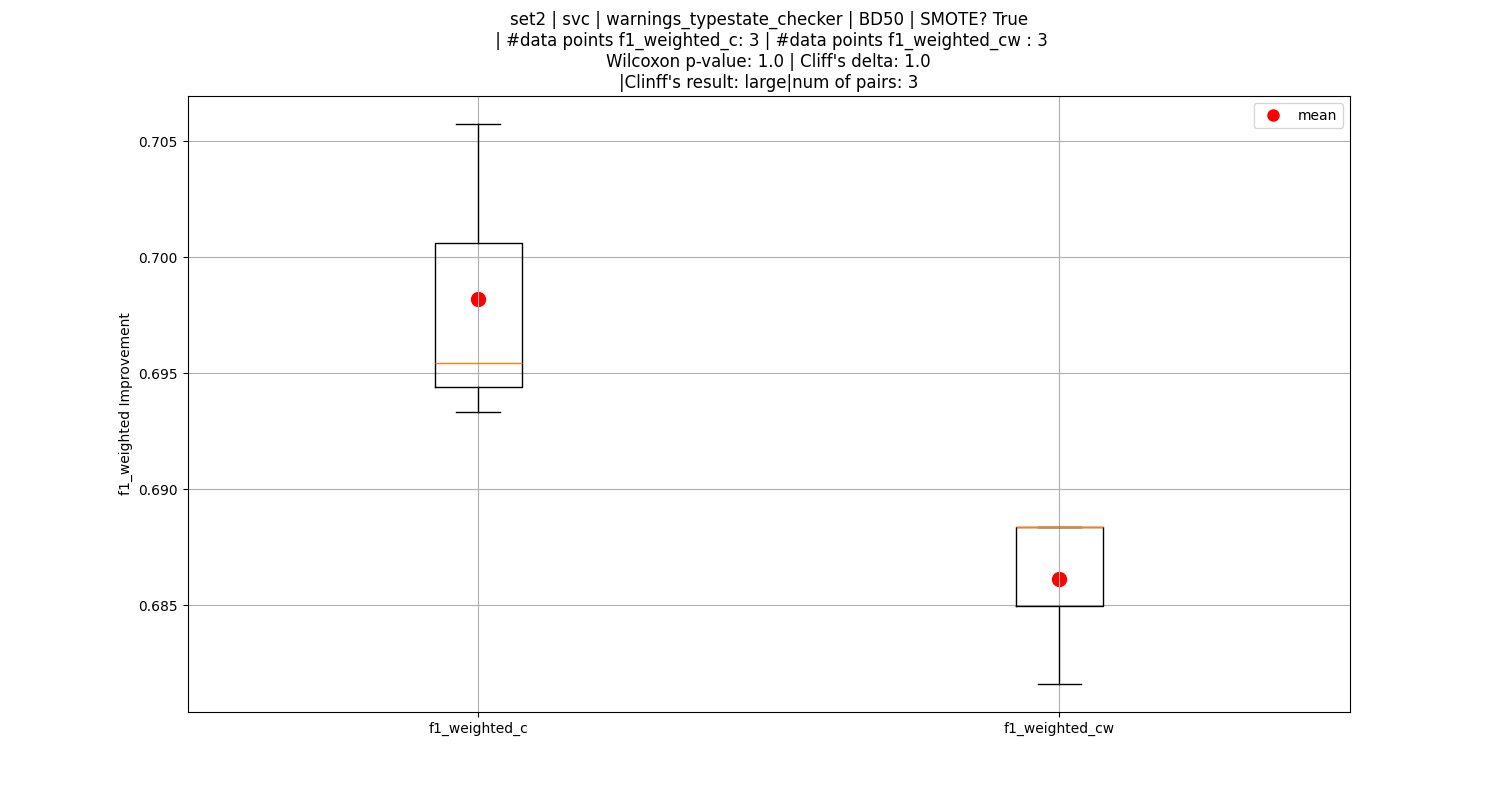 set2 | svc | warnings_typestate_checker | BD50 | SMOTE? True
| #data points f1_weighted_c: 3 | #data points f1_weighted_cw : 3
Wilcoxon p-value: 1.0 | Cliff's delta: 1.0
|Clinff's result: large|num of pairs: 3
mean
0.705
0.700
0.695
0.690
0.685
f1_weighted Improvement
f1_weighted_c
f1_weighted_cw